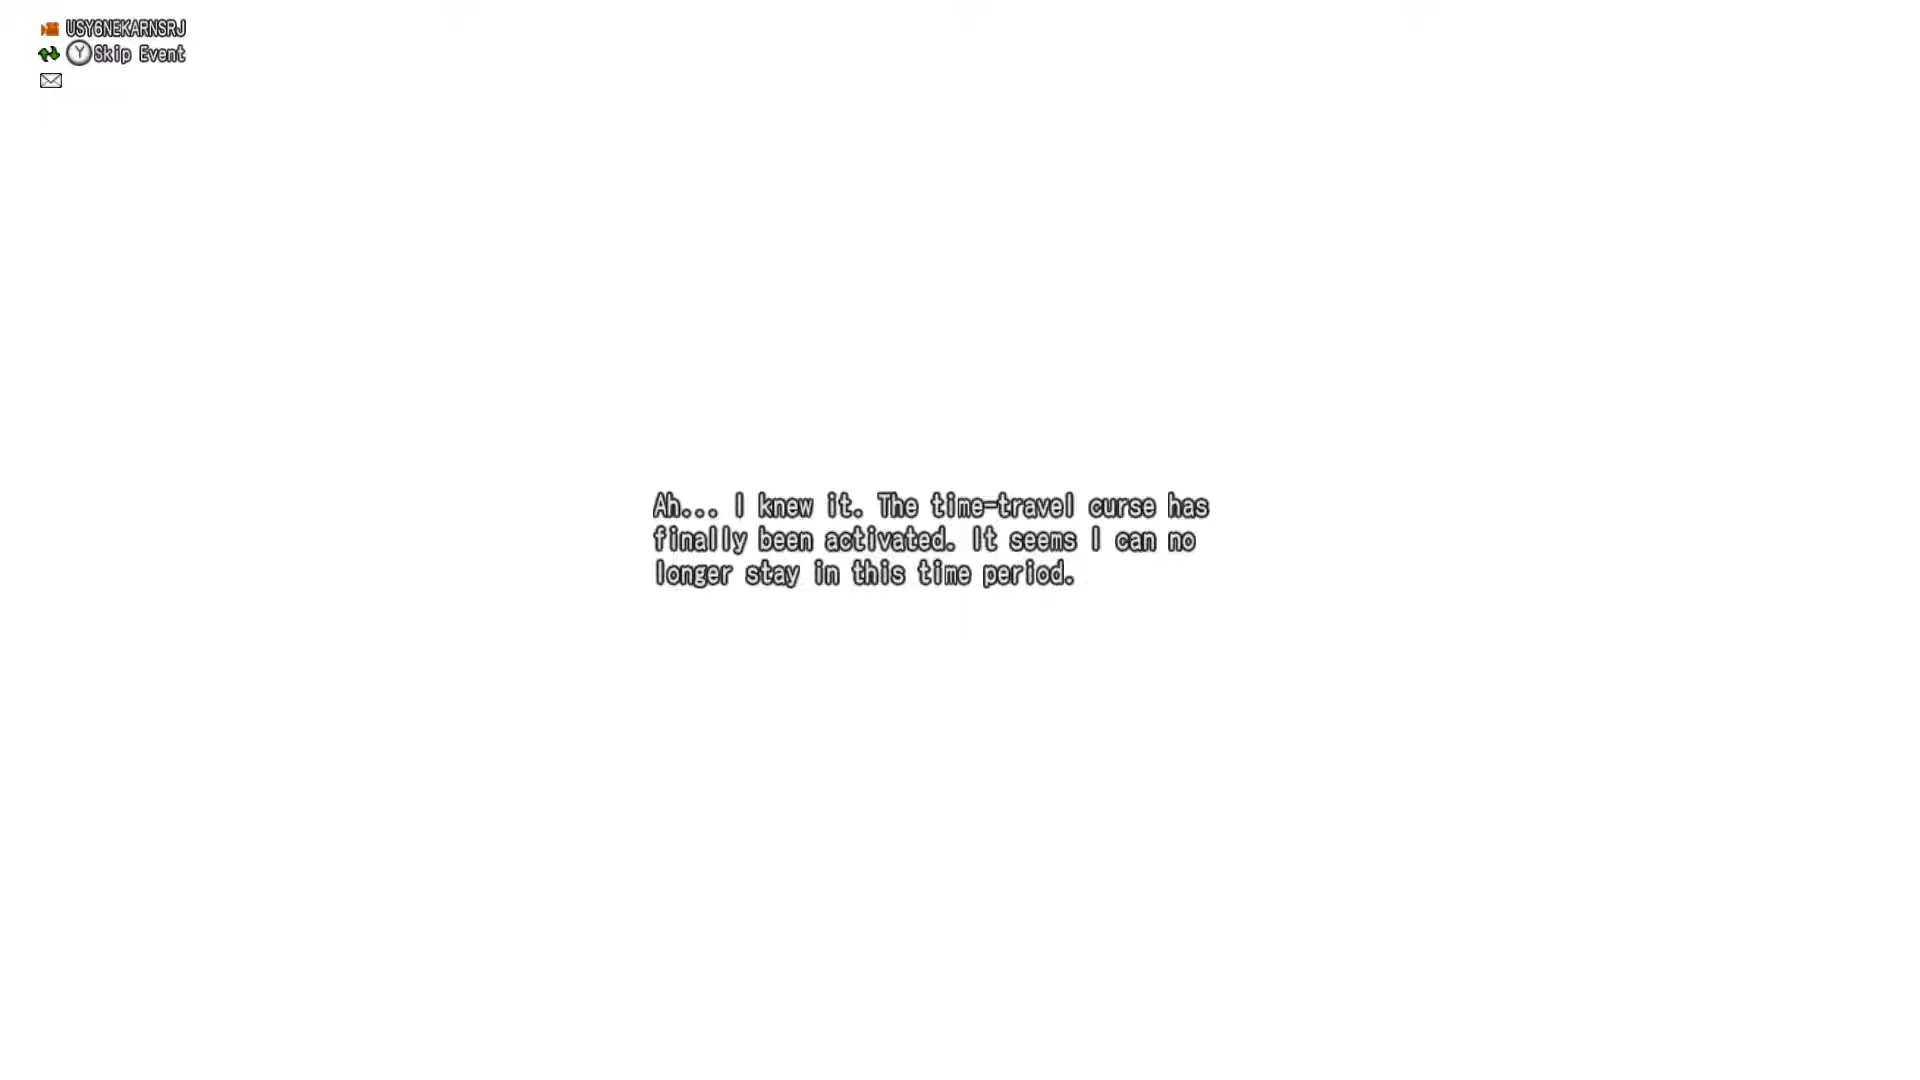 USY6NEKARNSRJ
Y Skip Event
Ah... I knew it. The time-travel curse has
finally been activated. It seems I can no
longer stay in this time period.